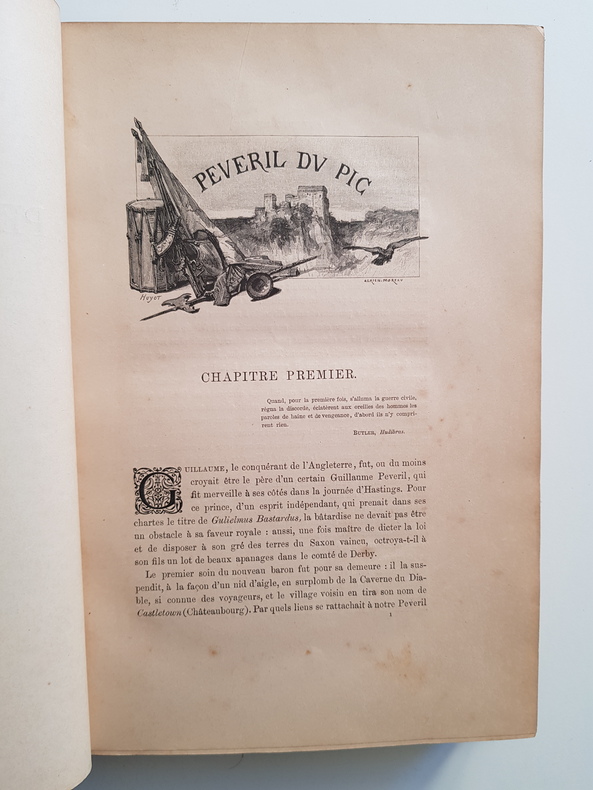 PEVERIL DV PIC
Huyot
ADRIEN-MOREAU
CHAPITRE PREMIER.
Quand, pour la première fois, s'alluma la guerre civile,
régna la discorde, éclatèrent aux oreilles des hommes les
paroles de haine et de vengeance, d'abord ils n'y compri-
rent rien.
BUTLER, Hudibras.
GUILLAUME, le conquérant de l'Angleterre, fut, ou du moins
croyait être le père d'un certain Guillaume Peveril, qui
fit merveille à ses côtés dans la journée d'Hastings. Pour
ce prince, d'un esprit indépendant, qui prenait dans ses
chartes le titre de Gulielmus Bastardus, la bâtardise ne devait pas être
un obstacle à sa faveur royale : aussi, une fois maître de dicter la loi
et de disposer à son gré des terres du Saxon vaincu, octroya-t-il à
son fils un lot de beaux apanages dans le comté de Derby.
Le premier soin du nouveau baron fut pour sa demeure : il la sus-
pendit, à la façon d'un nid d'aigle, en surplomb de la Caverne du Dia-
ble, si connue des voyageurs, et le village voisin en tira son nom de
Castletown (Châteaubourg). Par quels liens se rattachait à notre Peveril
1